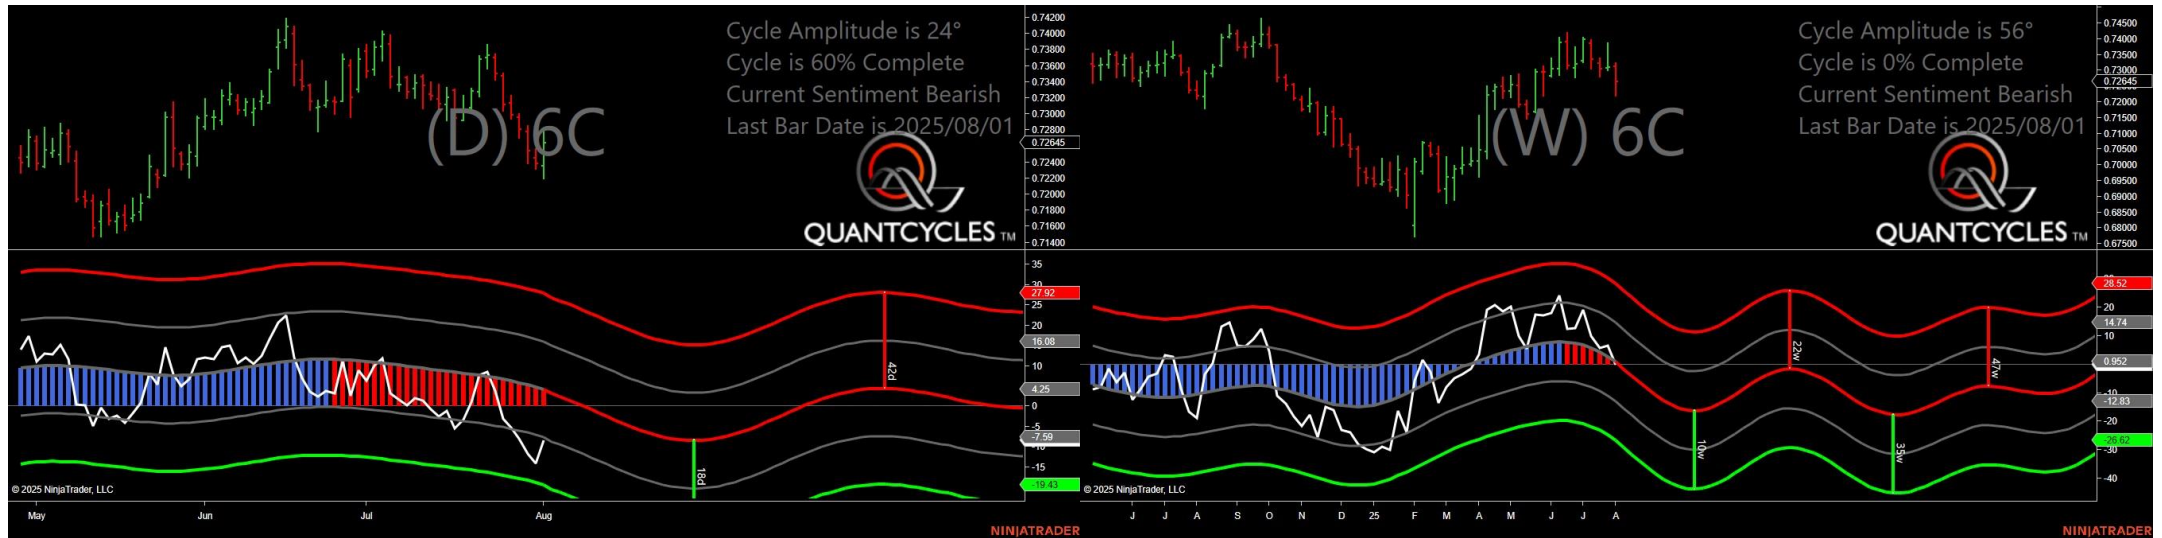 Cycle Amplitude is 24°
Cycle is 60% Complete
Current Sentiment Bearish
Last Bar Date is 2025/08/01
(D) 6C
QUANTCYCLES TM
0.74200
0.74000
0.73800
0.73600
0.73400
0.73200
0.73000
0.72800
0.72645
0.72400
0.72200
0.72000
0.71800
0.71600
0.71400
35
30
27.92
25
20
16.08
10
4.25
0
-5
-7.59
-10
-15
-19.43
42d
18d
© 2025 NinjaTrader, LLC
May Jun Jul Aug
NINJATRADER
Cycle Amplitude is 56°
Cycle is 0% Complete
Current Sentiment Bearish
Last Bar Date is 2025/08/01
(W) 6C
QUANTCYCLES TM
0.74500
0.74000
0.73500
0.73000
0.72645
0.72000
0.71500
0.71000
0.70500
0.70000
0.69500
0.69000
0.68500
0.68000
0.67500
28.52
20
14.74
10
0.952
-10
-12.83
-20
-26.62
-30
-40
22w
47w
10w
35w
© 2025 NinjaTrader, LLC
J J A S O N D 25 F M A M J J A
NINJATRADER